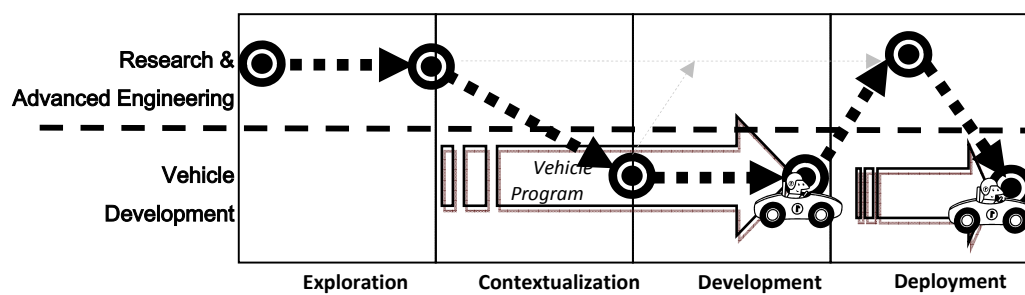 Research &
Advanced Engineering
Vehicle
Development
Vehicle
Program
Exploration
Contextualization
Development
Deployment